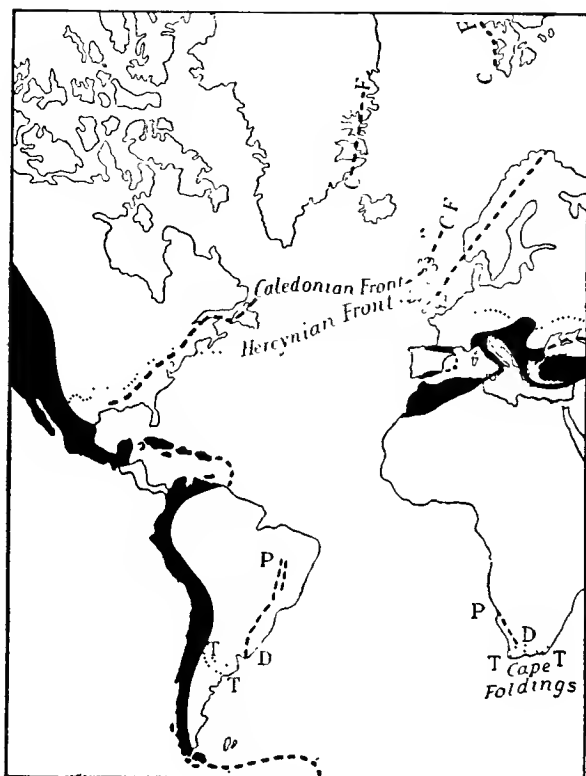 F
C
F
C
C F
Caledonian Front
Hercynian Front
P
T
D
T
P
D
T Cape T
Foldings